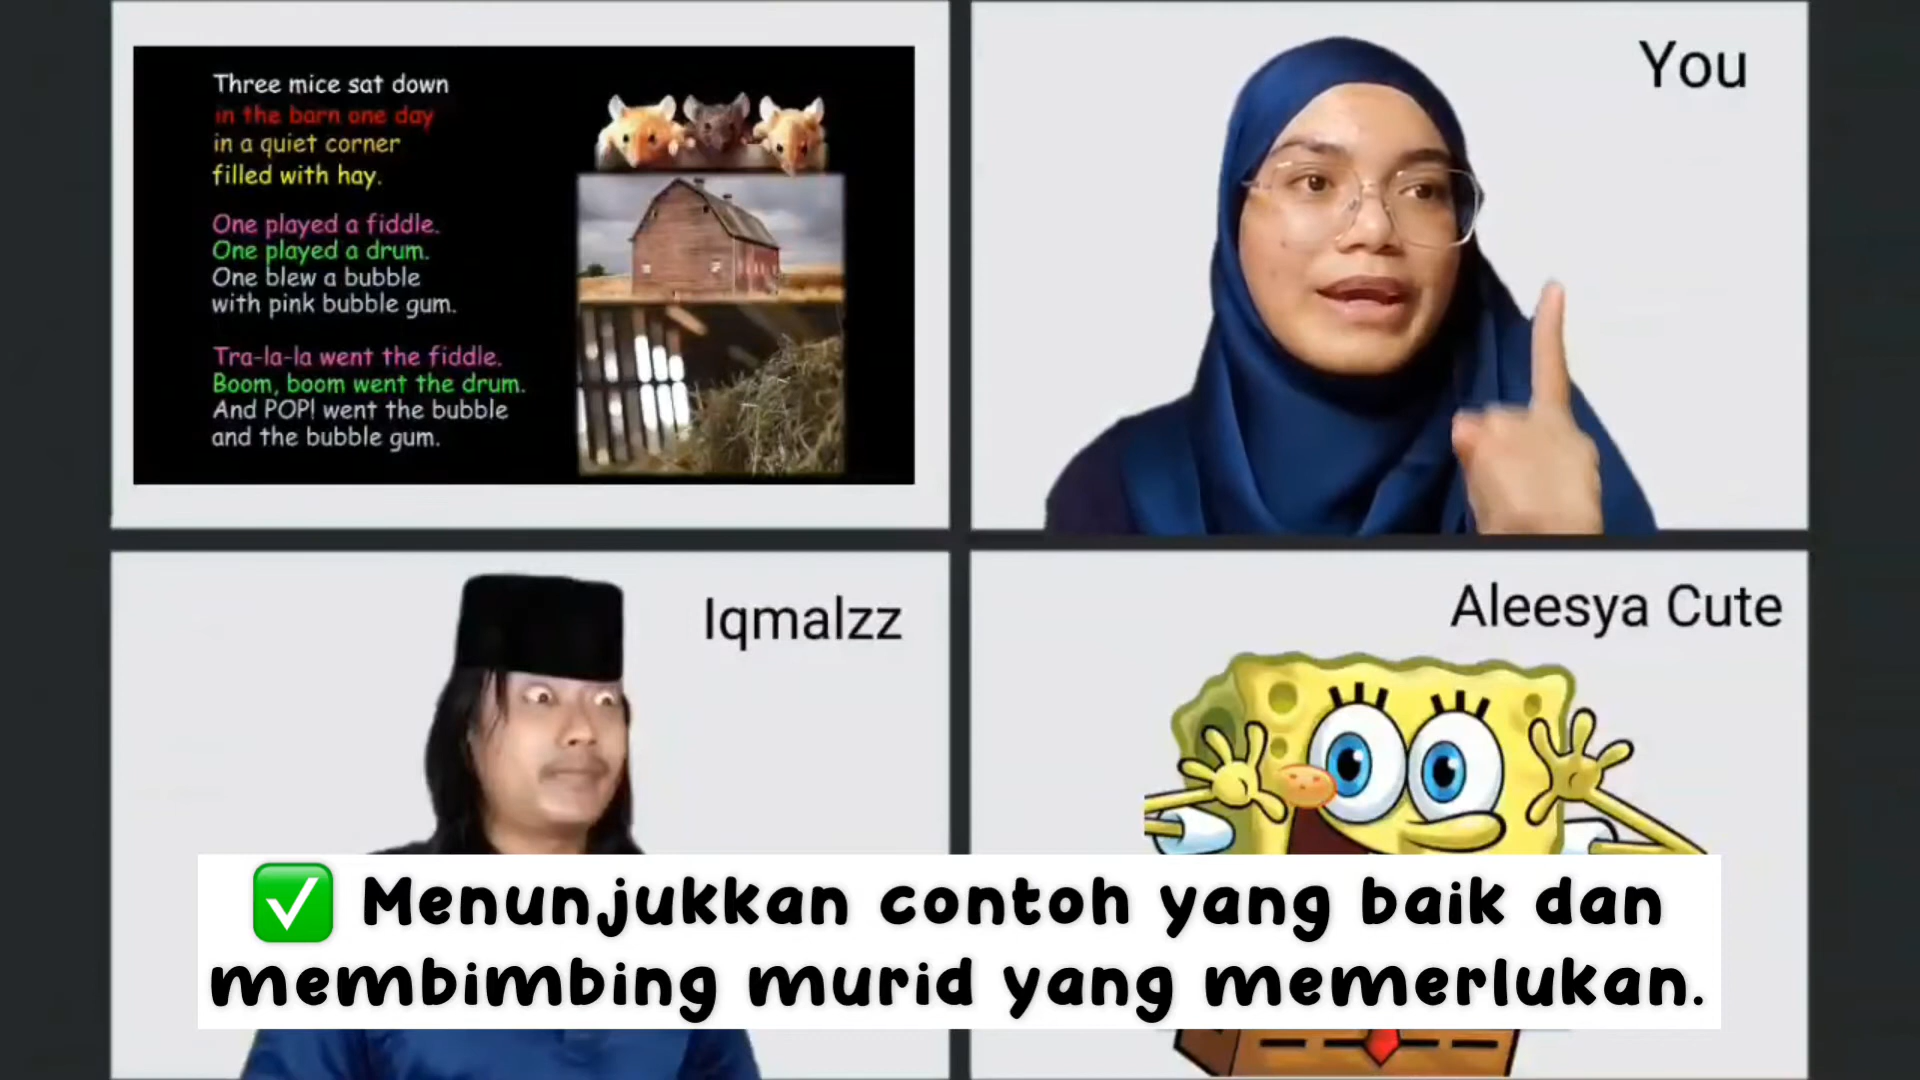 Three mice sat down
in the barn one day
in a quiet corner
filled with hay.
One played a fiddle.
One played a drum.
One blew a bubble
with pink bubble gum.
Tra-la-la went the fiddle.
Boom, boom went the drum.
And POP! went the bubble
and the bubble gum.
You
Iqmalzz
Aleesya Cute
✅ Menunjukkan contoh yang baik dan
membimbing murid yang memerlukan.